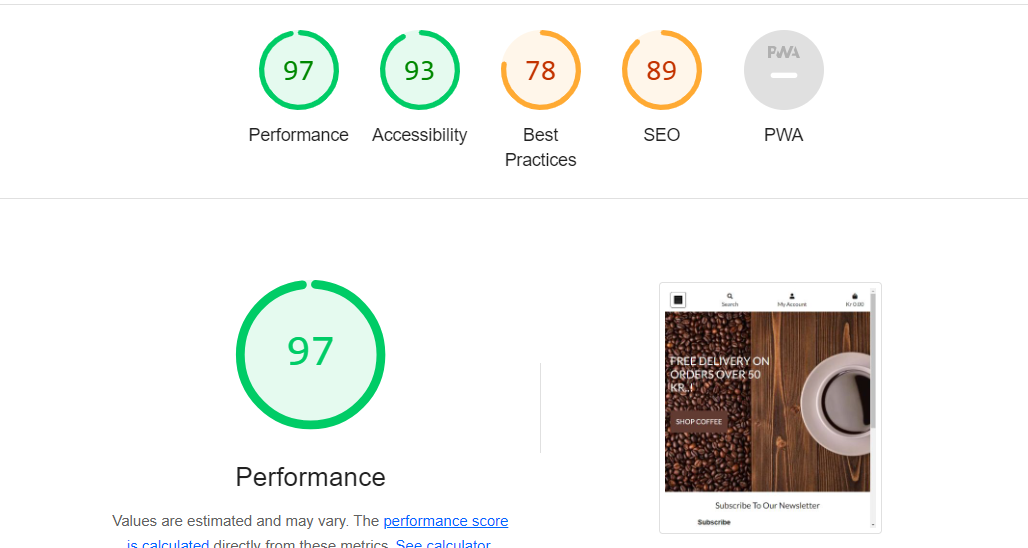 97
93
78
89
PWA
Performance
Accessibility
Best
Practices
SEO
PWA
97
Performance
Values are estimated and may vary. The performance score
is calculated directly from these metrics. See calculator.
Search
My Account
Kr 0.00
FREE DELIVERY ON
ORDERS OVER 50
KR..!
SHOP COFFEE
Subscribe To Our Newsletter
Subscribe